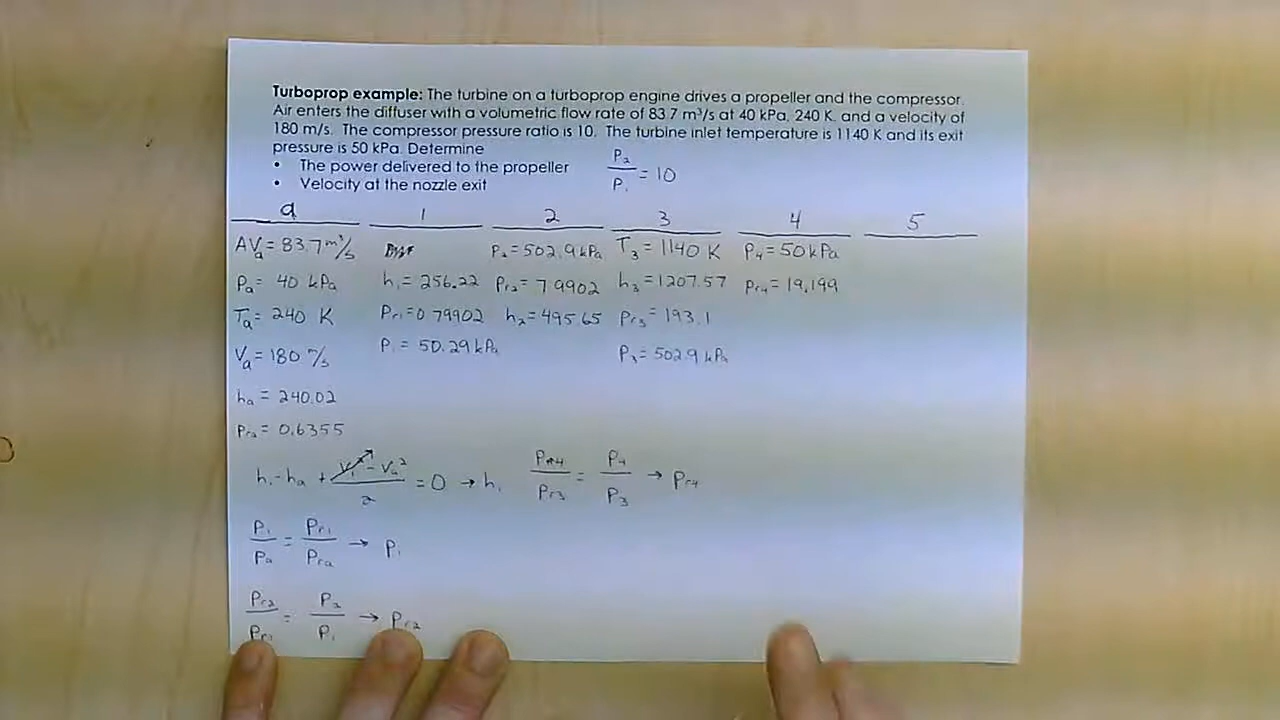 Turboprop example: The turbine on a turboprop engine drives a propeller and the compressor.
Air enters the diffuser with a volumetric flow rate of 83.7 m³/s at 40 kPa, 240 K, and a velocity of
180 m/s. The compressor pressure ratio is 10. The turbine inlet temperature is 1140 K and its exit
pressure is 50 kPa. Determine
• The power delivered to the propeller
• Velocity at the nozzle exit
P₂/P₁ = 10
a 1 2 3 4 5
AVₐ = 83.7 m³/s P₂ = 502.9 kPa T₃ = 1140 K P₄ = 50 kPa
Pₐ = 40 kPa h₁ = 256.22 Pr₂ = 7.9902 h₃ = 1207.57 Pr₄ = 19.199
Tₐ = 240 K Pr₁ = 0.79902 h₂ = 495.65 Pr₃ = 193.1
Vₐ = 180 m/s P₁ = 50.29 kPa P₃ = 502.9 kPa
hₐ = 240.02
Prₐ = 0.6355
h₁ - hₐ + (V₁² - Vₐ²)/2 = 0 → h₁ Pr₄/Pr₃ = P₄/P₃ → Pr₄
P₁/Pₐ = Pr₁/Prₐ → P₁
Pr₂/Pr₁ = P₂/P₁ → Pr₂